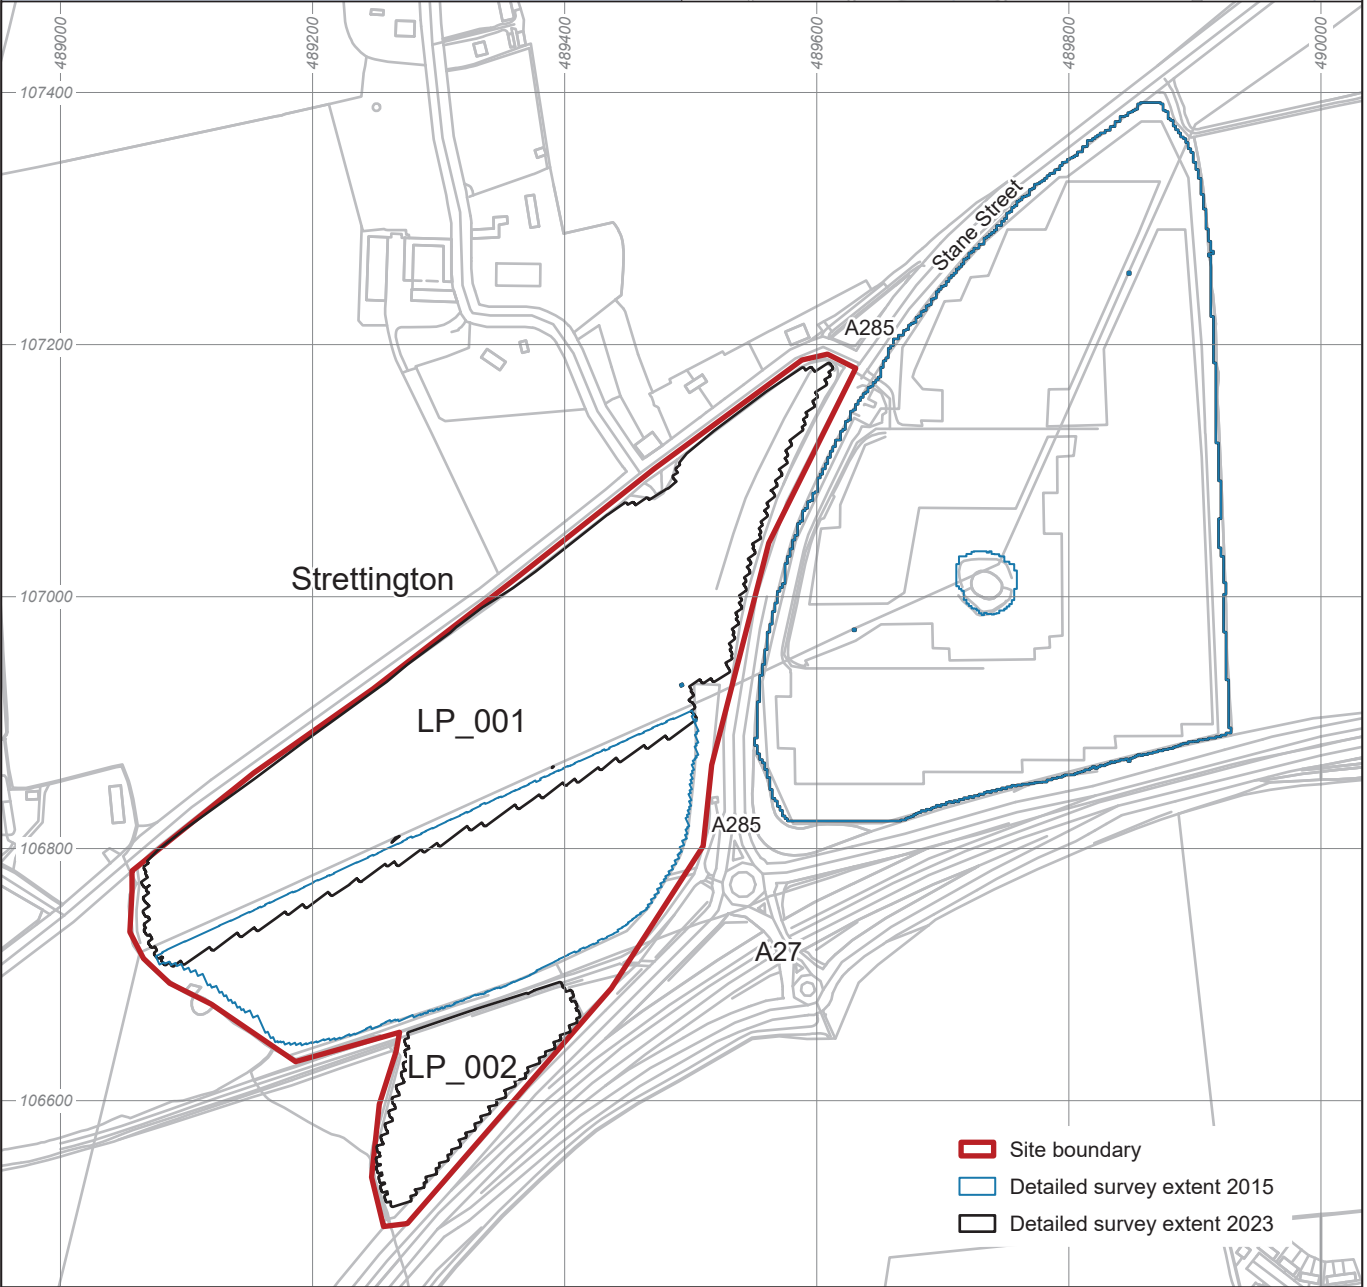 489000
489200
489400
489600
489800
490000
107400
Stane Street
A285
107200
Strettington
107000
LP_001
A285
106800
A27
LP_002
106600
Site boundary
Detailed survey extent 2015
Detailed survey extent 2023